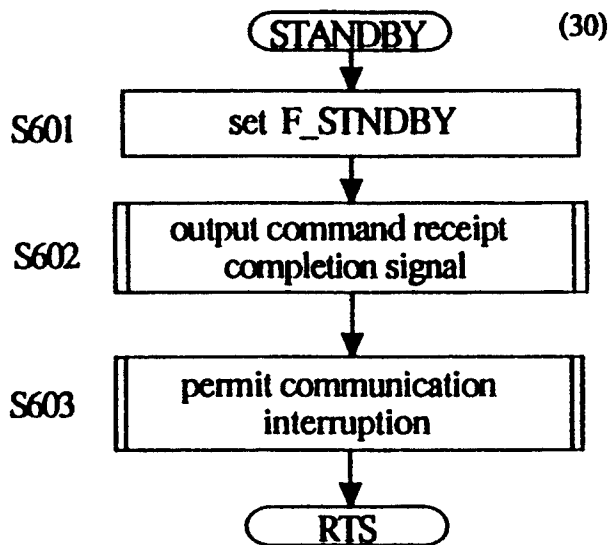 STANDBY
(30)
S601
set F_STNDBY
S602
output command receipt
completion signal
S603
permit communication
interruption
RTS